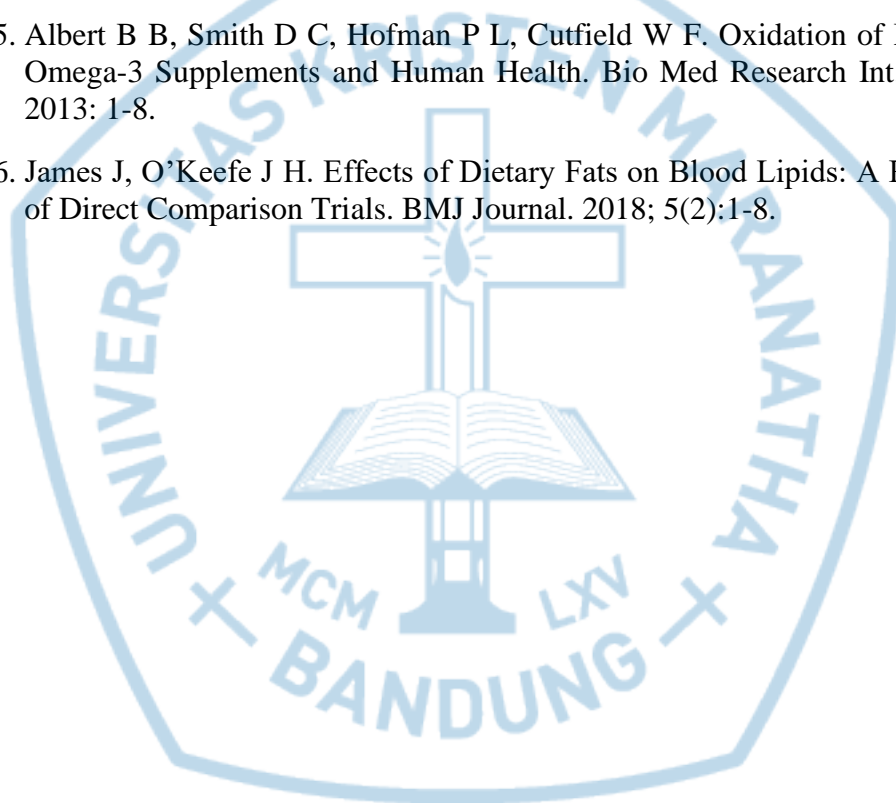 5. Albert B B, Smith D C, Hofman P L, Cutfield W F. Oxidation of
Omega-3 Supplements and Human Health. Bio Med Research Int
2013: 1-8.
6. James J, O’Keefe J H. Effects of Dietary Fats on Blood Lipids: A
of Direct Comparison Trials. BMJ Journal. 2018; 5(2):1-8.
UNIVERSITAS KRISTEN MARANATHA
MCM LXV
BANDUNG